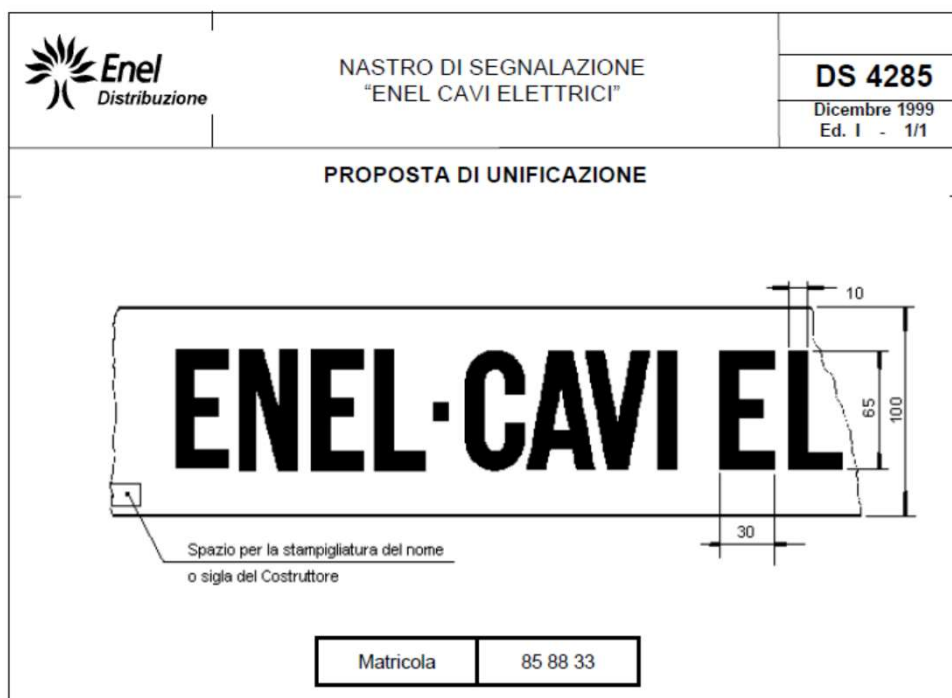 Enel
Distribuzione
NASTRO DI SEGNALAZIONE
“ENEL CAVI ELETTRICI”
DS 4285
Dicembre 1999
Ed. I - 1/1
PROPOSTA DI UNIFICAZIONE
10
ENEL·CAVI EL
65
100
30
Spazio per la stampigliatura del nome
o sigla del Costruttore
Matricola 85 88 33